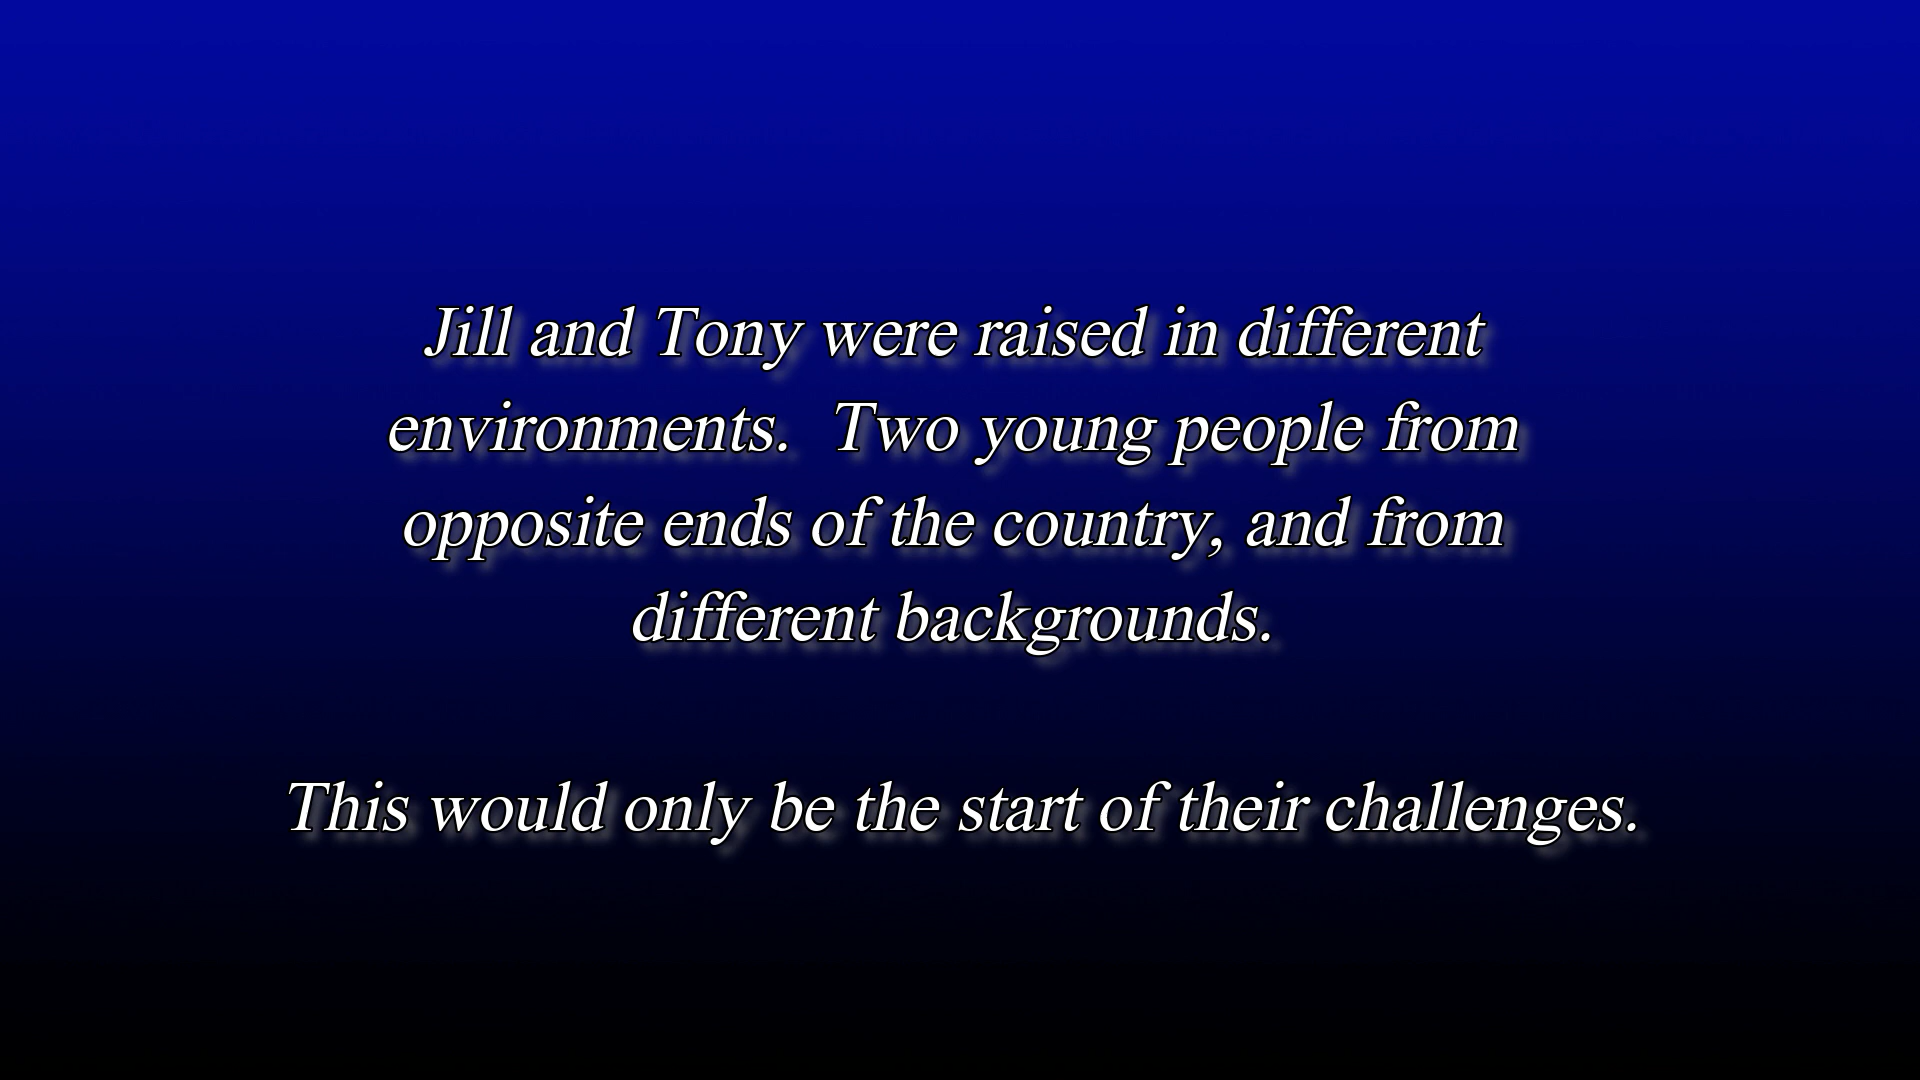 Jill and Tony were raised in different
environments.  Two young people from
opposite ends of the country, and from
different backgrounds.
This would only be the start of their challenges.